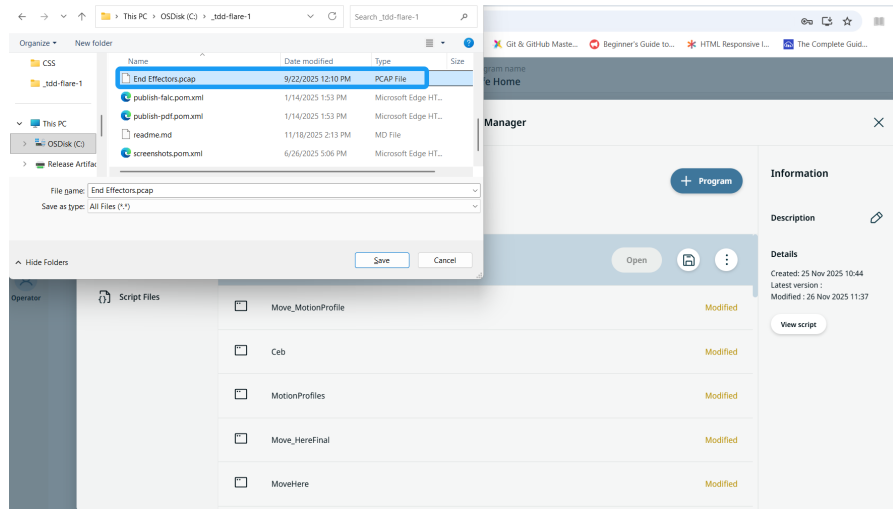 This PC > OSDisk (C:) > _tdd-flare-1
Search _tdd-flare-1
Organize
New folder
Name
Date modified
Type
Size
CSS
_tdd-flare-1
This PC
OSDisk (C:)
Release Artifac
End Effectors.pcap 9/22/2025 12:10 PM PCAP File
publish-falc.pom.xml 1/14/2025 1:53 PM Microsoft Edge HT...
publish-pdf.pom.xml 1/14/2025 1:53 PM Microsoft Edge HT...
readme.md 11/18/2025 2:13 PM MD File
screenshots.pom.xml 6/26/2025 5:06 PM Microsoft Edge HT...
File name: End Effectors.pcap
Save as type: All Files (*.*)
Hide Folders
Save
Cancel
Git & GitHub Maste...
Beginner's Guide to...
HTML Responsive I...
The Complete Guid...
gram name
e Home
Manager
Program
Open
Operator
Script Files
Move_MotionProfile Modified
Ceb Modified
MotionProfiles Modified
Move_HereFinal Modified
MoveHere Modified
Information
Description
Details
Created: 25 Nov 2025 10:44
Latest version :
Modified : 26 Nov 2025 11:37
View script